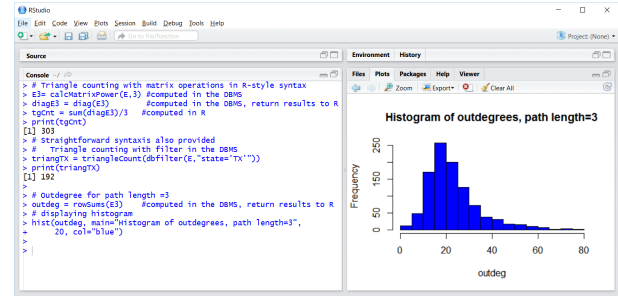 RStudio
File Edit Code View Plots Session Build Debug Tools Help
Go to file/function
Project (None)
Source
Console ~/
> # Triangle counting with matrix operations in R-style syntax
> E3= calcMatrixPower(E,3) #computed in the DBMS
> diagE3 = diag(E3) #computed in the DBMS, return results to R
> tgCnt = sum(diagE3)/3 #computed in R
> print(tgCnt)
[1] 303
> # Straightforward syntaxis also provided
> # Triangle counting with filter in the DBMS
> triangTX = triangleCount(dbfilter(E,"state='TX'"))
> print(triangTX)
[1] 192
>
> # Outdegree for path length =3
> outdeg = rowSums(E3) #computed in the DBMS, return results to R
> # displaying histogram
> hist(outdeg, main="Histogram of outdegrees, path length=3",
+ 20, col="blue")
>
>
Environment History
Files Plots Packages Help Viewer
Zoom Export Clear All
Histogram of outdegrees, path length=3
Frequency
250
150
50
0
0 20 40 60 80
outdeg